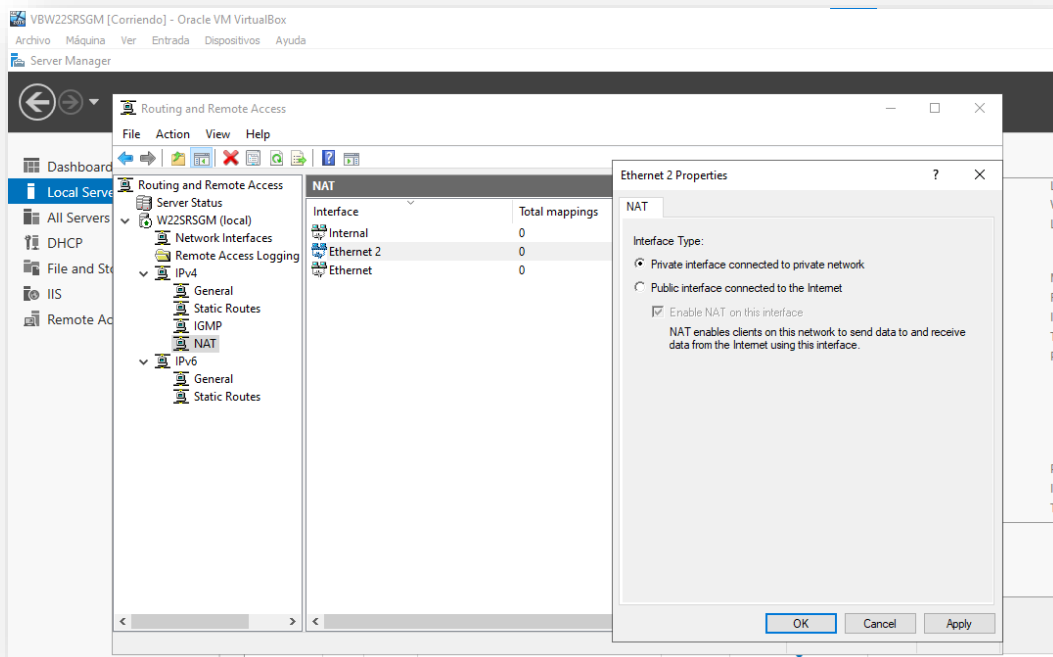 VBW22SRSGM [Corriendo] - Oracle VM VirtualBox
Archivo Máquina Ver Entrada Dispositivos Ayuda
Server Manager
Routing and Remote Access
File Action View Help
Dashboard
Local Serve
All Servers
DHCP
File and Sto
IIS
Remote Ac
Routing and Remote Access
Server Status
W22SRSGM (local)
Network Interfaces
Remote Access Logging
IPv4
General
Static Routes
IGMP
NAT
IPv6
General
Static Routes
NAT
Interface Total mappings
Internal 0
Ethernet 2 0
Ethernet 0
Ethernet 2 Properties
?
NAT
Interface Type:
Private interface connected to private network
Public interface connected to the Internet
Enable NAT on this interface
NAT enables clients on this network to send data to and receive
data from the Internet using this interface.
OK Cancel Apply